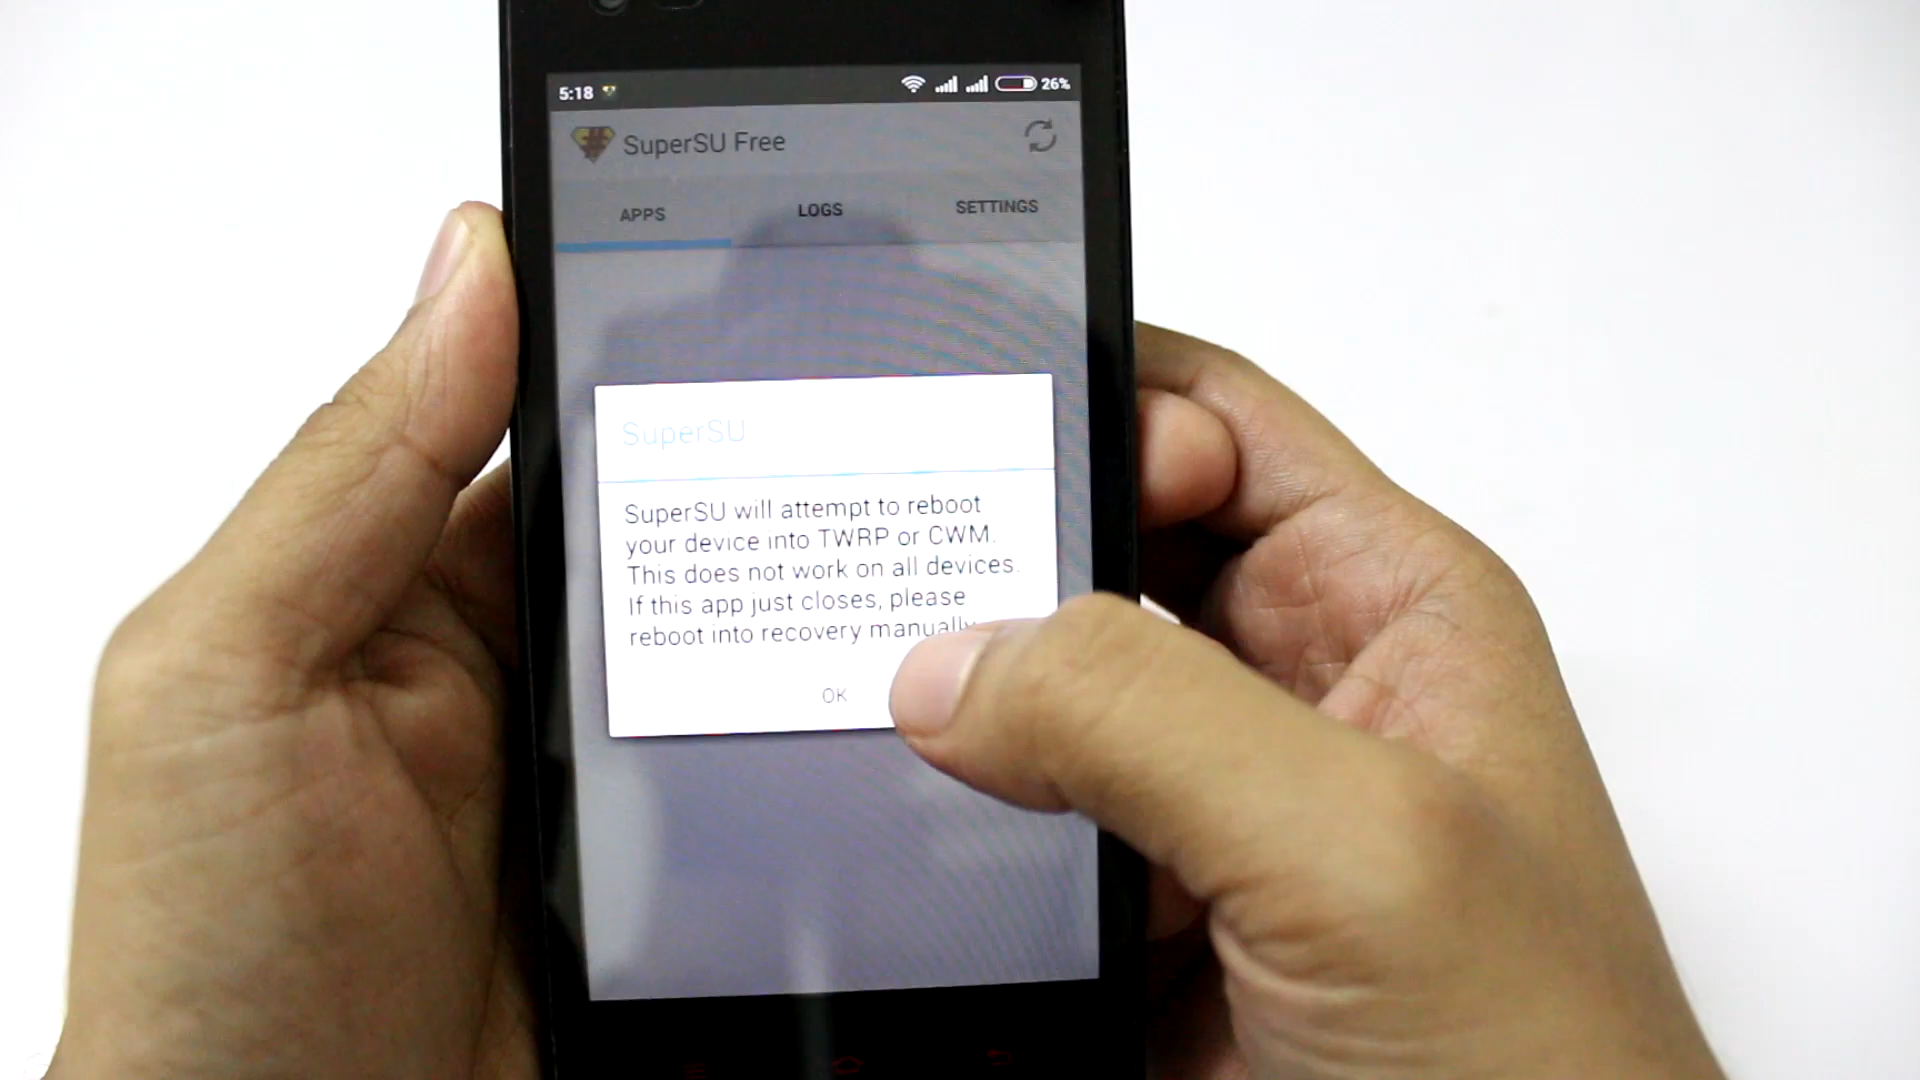 5:18 26%
SuperSU Free
APPS LOGS SETTINGS
SuperSU
SuperSU will attempt to reboot
your device into TWRP or CWM.
This does not work on all devices.
If this app just closes, please
reboot into recovery manually
OK